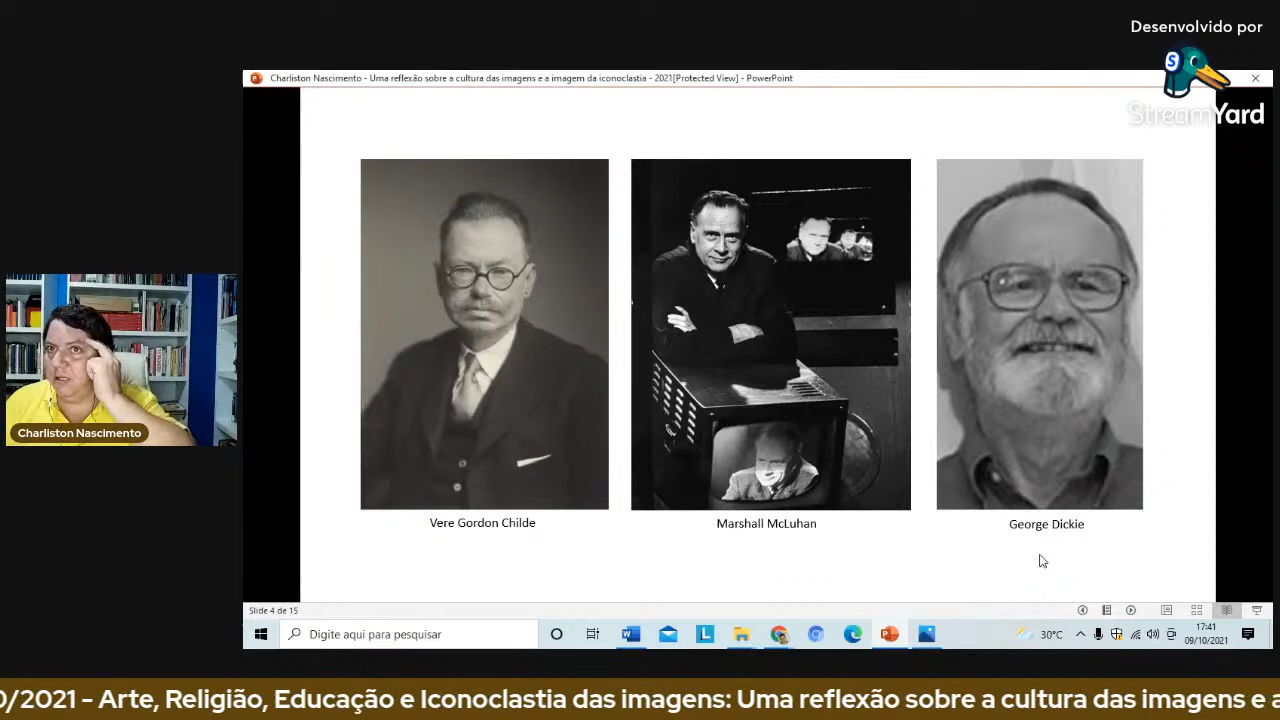 Desenvolvido por
StreamYard
Charliston Nascimento - Uma reflexão sobre a cultura das imagens e a imagem da iconoclastia - 2021[Protected View] - PowerPoint
Charliston Nascimento
Vere Gordon Childe
Marshall McLuhan
George Dickie
Slide 4 de 15
Digite aqui para pesquisar
30°C
17:41
09/10/2021
0/2021 - Arte, Religião, Educação e Iconoclastia das imagens: Uma reflexão sobre a cultura das imagens e a